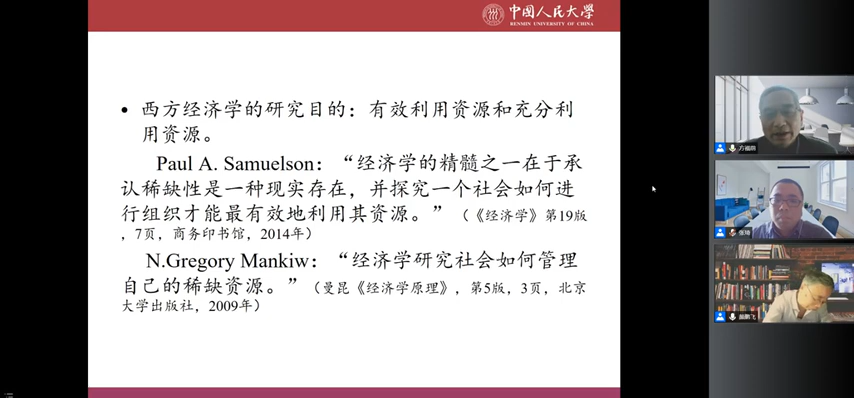 中國人民大學
RENMIN UNIVERSITY OF CHINA
• 西方经济学的研究目的：有效利用资源和充分利
用资源。
Paul A. Samuelson：“经济学的精髓之一在于承
认稀缺性是一种现实存在，并探究一个社会如何进
行组织才能最有效地利用其资源。”（《经济学》第19版
，7页，商务印书馆，2014年）
N.Gregory Mankiw：“经济学研究社会如何管理
自己的稀缺资源。”（曼昆《经济学原理》，第5版，3页，北京
大学出版社，2009年）
张琦